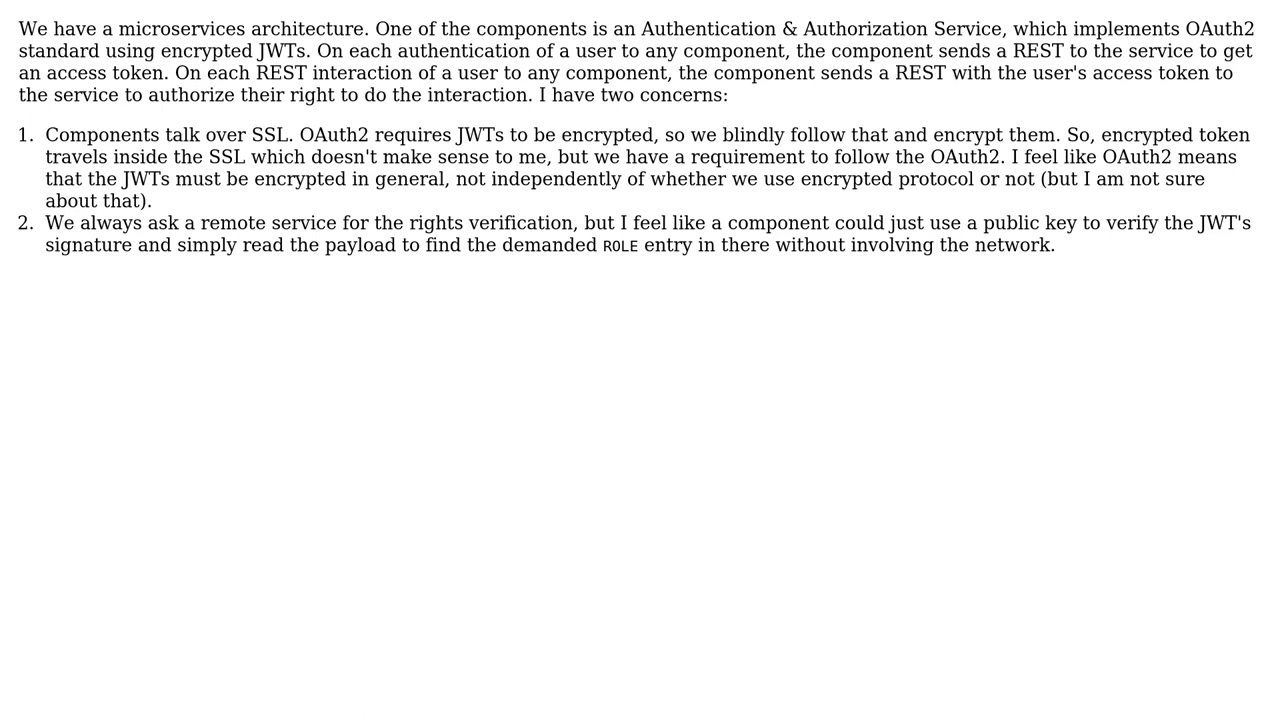 We have a microservices architecture. One of the components is an Authentication & Authorization Service, which implements OAuth2
standard using encrypted JWTs. On each authentication of a user to any component, the component sends a REST to the service to get
an access token. On each REST interaction of a user to any component, the component sends a REST with the user's access token to
the service to authorize their right to do the interaction. I have two concerns:
1. Components talk over SSL. OAuth2 requires JWTs to be encrypted, so we blindly follow that and encrypt them. So, encrypted token
travels inside the SSL which doesn't make sense to me, but we have a requirement to follow the OAuth2. I feel like OAuth2 means
that the JWTs must be encrypted in general, not independently of whether we use encrypted protocol or not (but I am not sure
about that).
2. We always ask a remote service for the rights verification, but I feel like a component could just use a public key to verify the JWT's
signature and simply read the payload to find the demanded ROLE entry in there without involving the network.